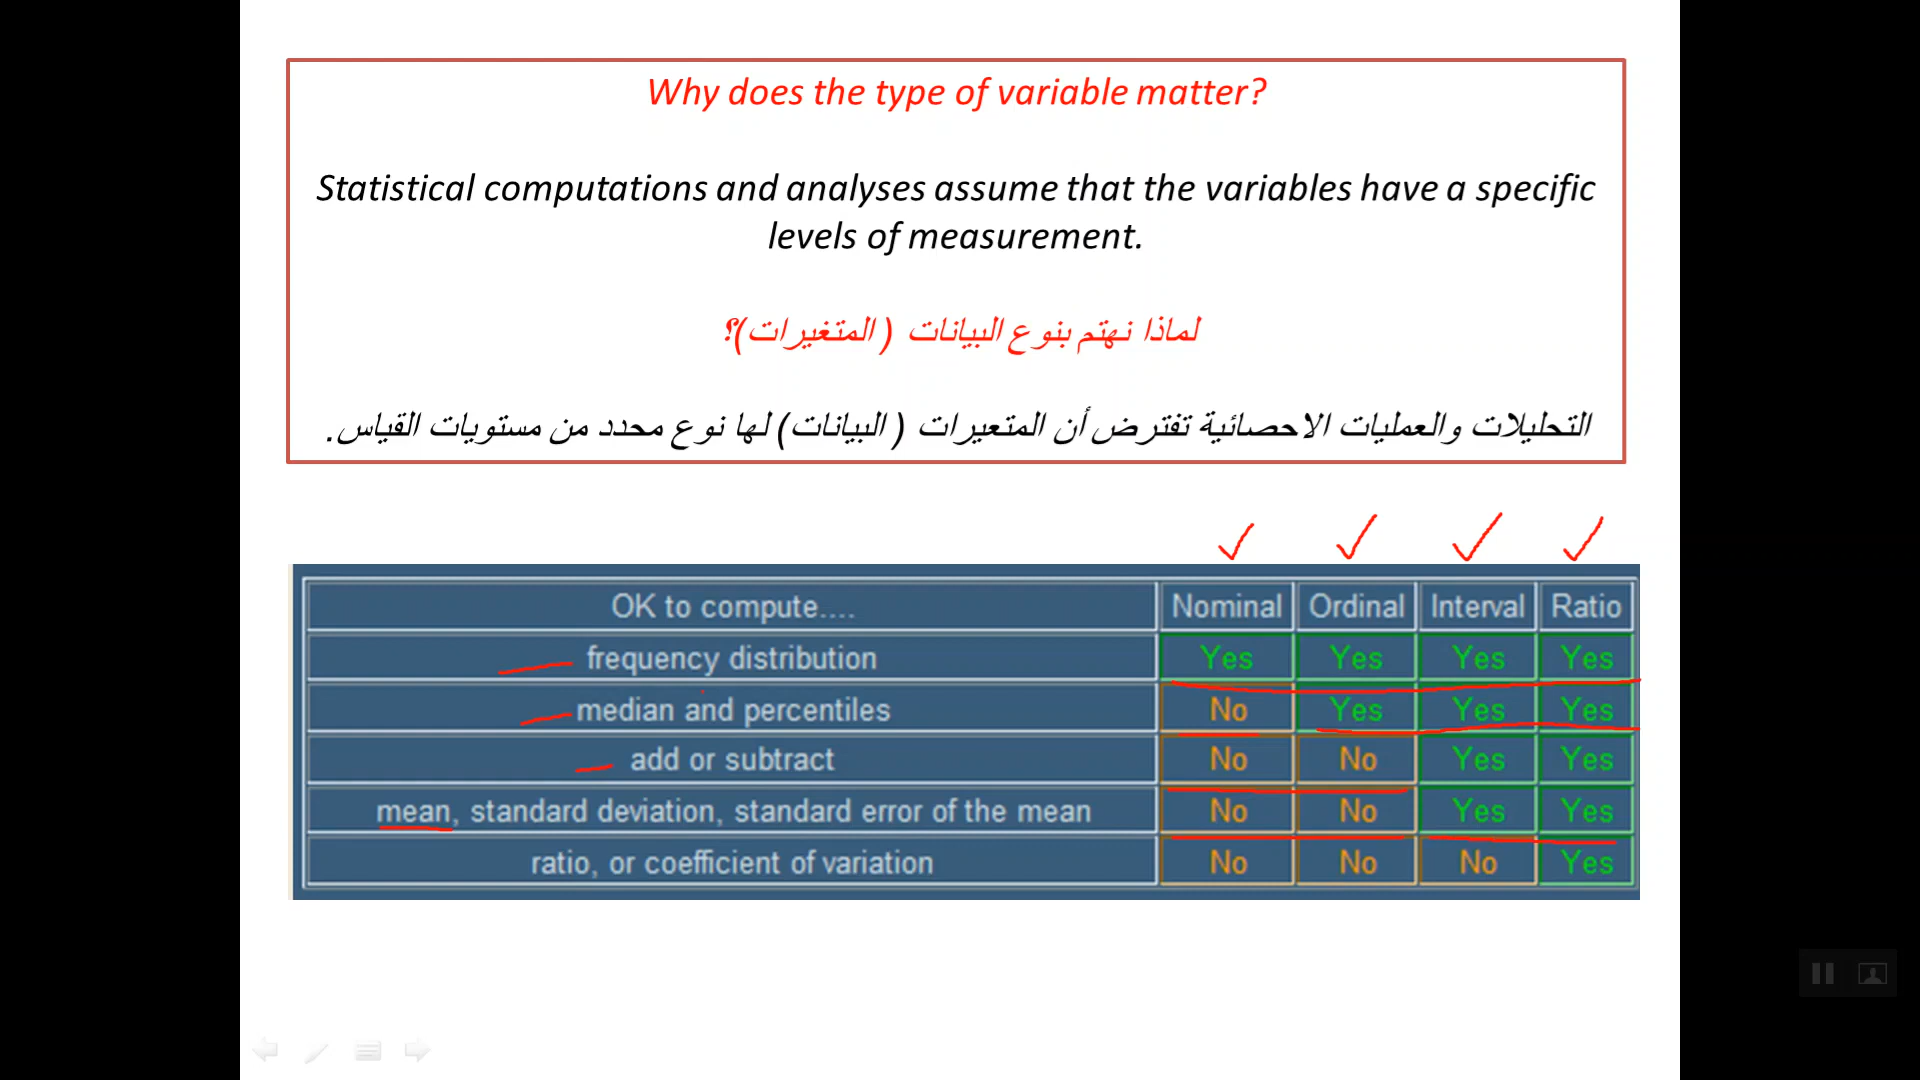 Why does the type of variable matter?
Statistical computations and analyses assume that the variables have a specific
levels of measurement.
لماذا نهتم بنوع البيانات ( المتغيرات)؟
التحليلات والعمليات الاحصائية تفترض أن المتعيرات ( البيانات) لها نوع محدد من مستويات القياس.
OK to compute.... Nominal Ordinal Interval Ratio
frequency distribution Yes Yes Yes Yes
median and percentiles No Yes Yes Yes
add or subtract No No Yes Yes
mean, standard deviation, standard error of the mean No No Yes Yes
ratio, or coefficient of variation No No No Yes